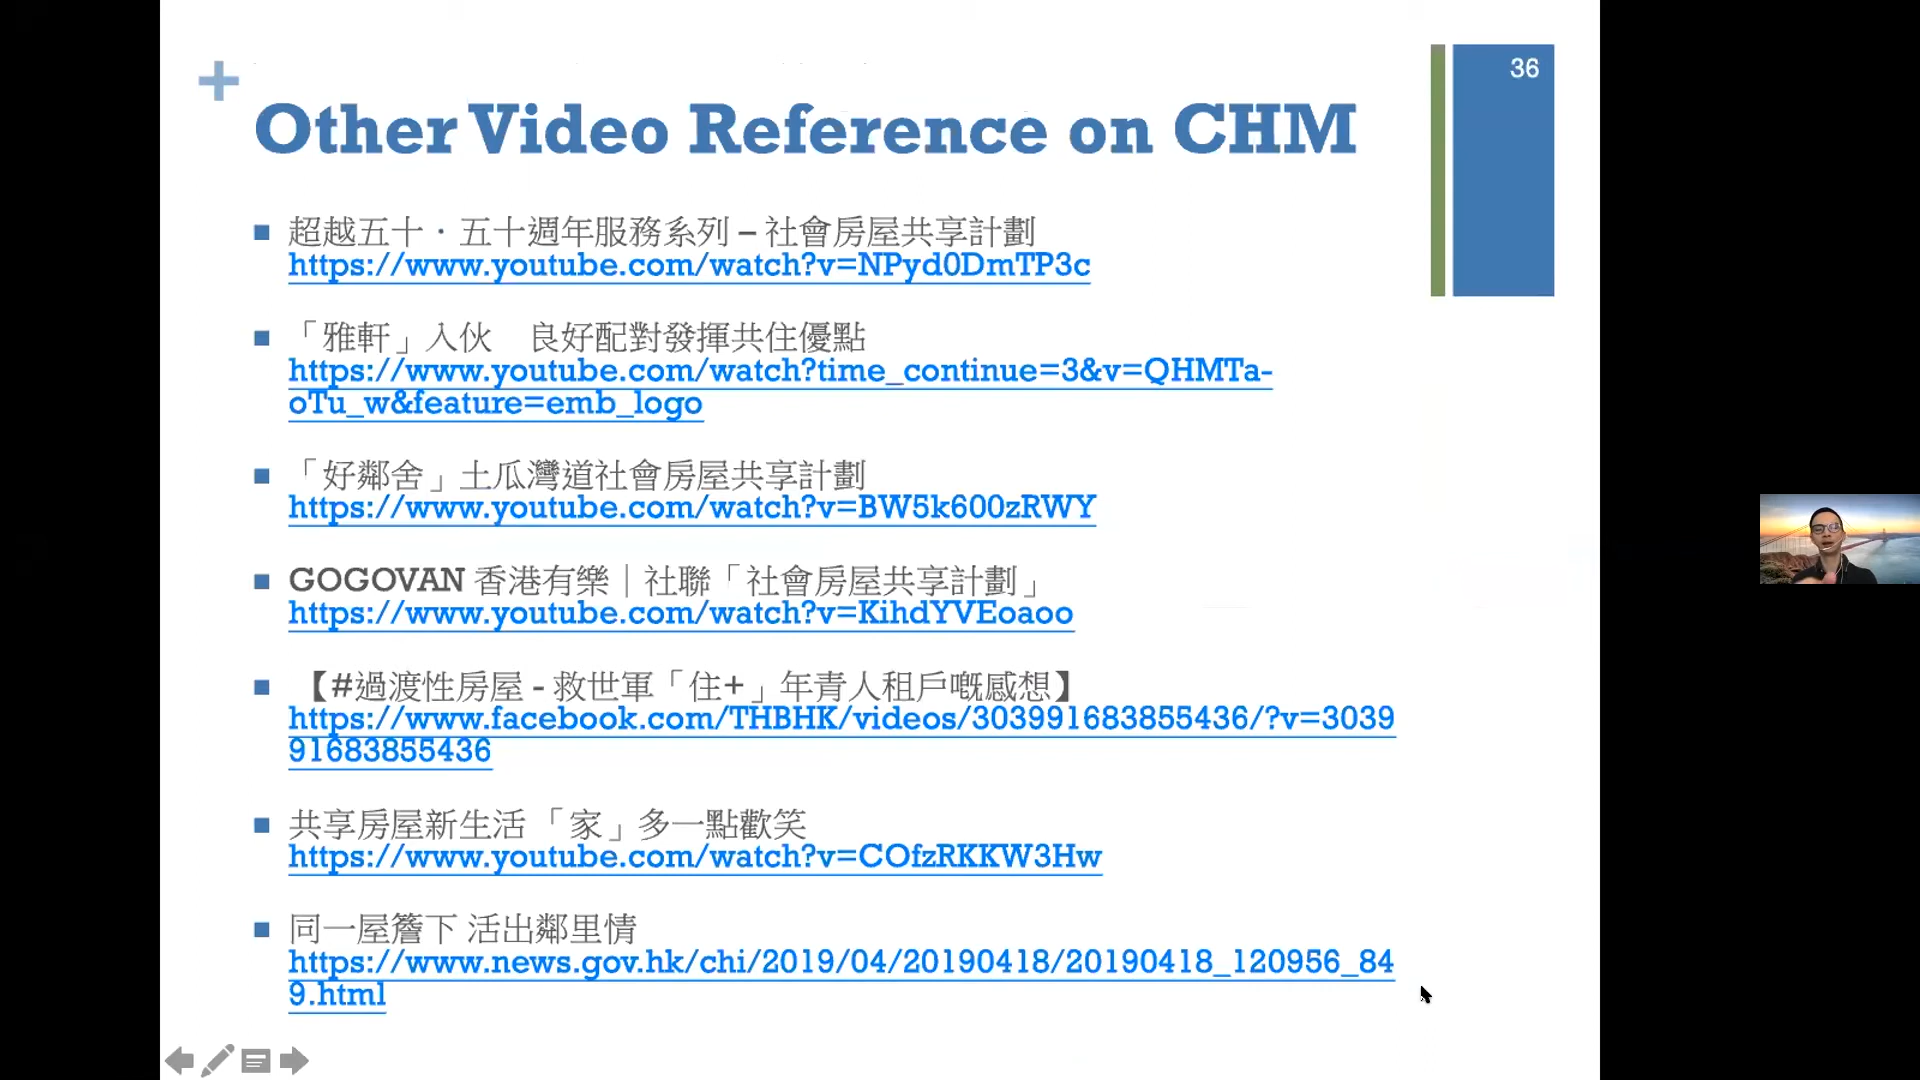 36
Other Video Reference on CHM
超越五十．五十週年服務系列 – 社會房屋共享計劃
https://www.youtube.com/watch?v=NPyd0DmTP3c
「雅軒」入伙　良好配對發揮共住優點
https://www.youtube.com/watch?time_continue=3&v=QHMTa-
oTu_w&feature=emb_logo
「好鄰舍」土瓜灣道社會房屋共享計劃
https://www.youtube.com/watch?v=BW5k600zRWY
GOGOVAN 香港有樂｜社聯「社會房屋共享計劃」
https://www.youtube.com/watch?v=KihdYVEoaoo
【#過渡性房屋 - 救世軍「住+」年青人租戶嘅感想】
https://www.facebook.com/THBHK/videos/303991683855436/?v=3039
91683855436
共享房屋新生活 「家」多一點歡笑
https://www.youtube.com/watch?v=COfzRKKW3Hw
同一屋簷下 活出鄰里情
https://www.news.gov.hk/chi/2019/04/20190418/20190418_120956_84
9.html